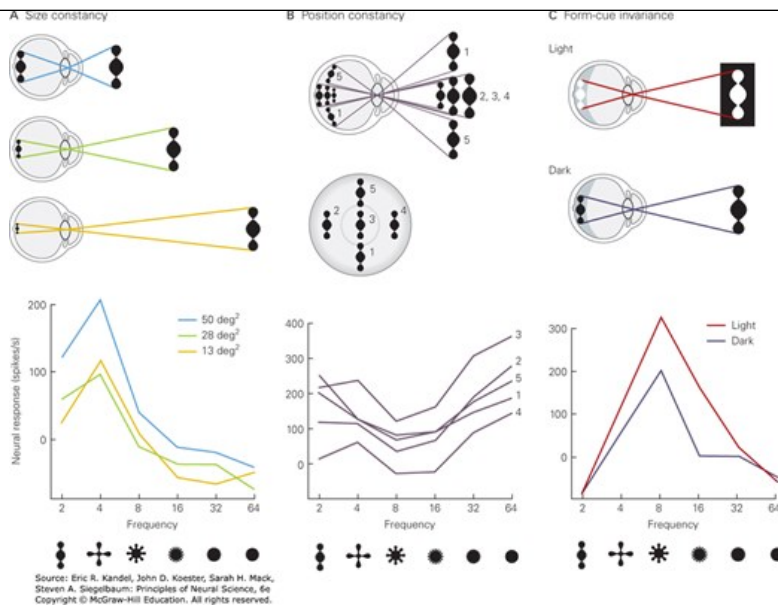 A Size constancy
B Position constancy
C Form-cue invariance
5
1
1
2, 3, 4
5
5
2
3
4
1
Light
Dark
200
100
0
Neural response (spikes/s)
50 deg²
28 deg²
13 deg²
2 4 8 16 32 64
Frequency
400
300
200
100
0
3
2
5
1
4
2 4 8 16 32 64
Frequency
300
300
100
0
Light
Dark
2 4 8 16 32 64
Frequency
Source: Eric R. Kandel, John D. Koester, Sarah H. Mack,
Steven A. Siegelbaum: Principles of Neural Science, 6e
Copyright © McGraw-Hill Education. All rights reserved.